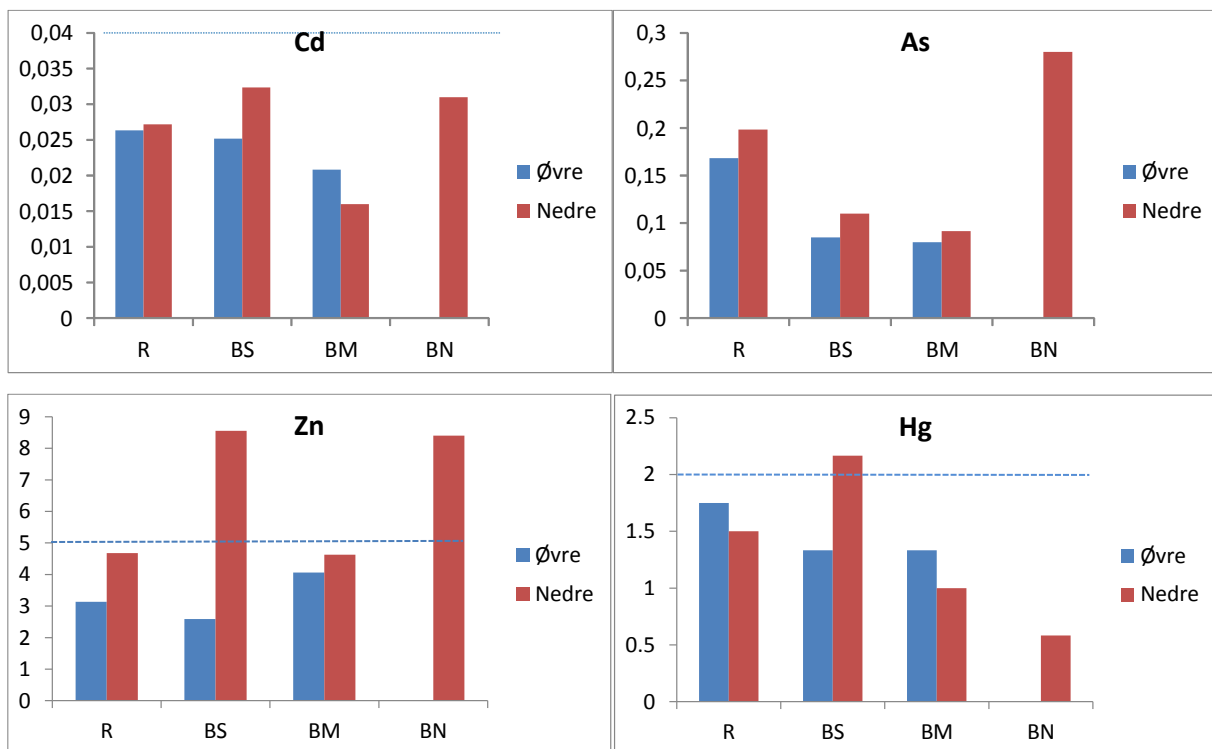 Cd
0,04
0,035
0,03
0,025
0,02
0,015
0,01
0,005
0
R BS BM BN
Øvre
Nedre
As
0,3
0,25
0,2
0,15
0,1
0,05
0
R BS BM BN
Øvre
Nedre
Zn
9
8
7
6
5
4
3
2
1
0
R BS BM BN
Øvre
Nedre
Hg
2.5
2
1.5
1
0.5
0
R BS BM BN
Øvre
Nedre